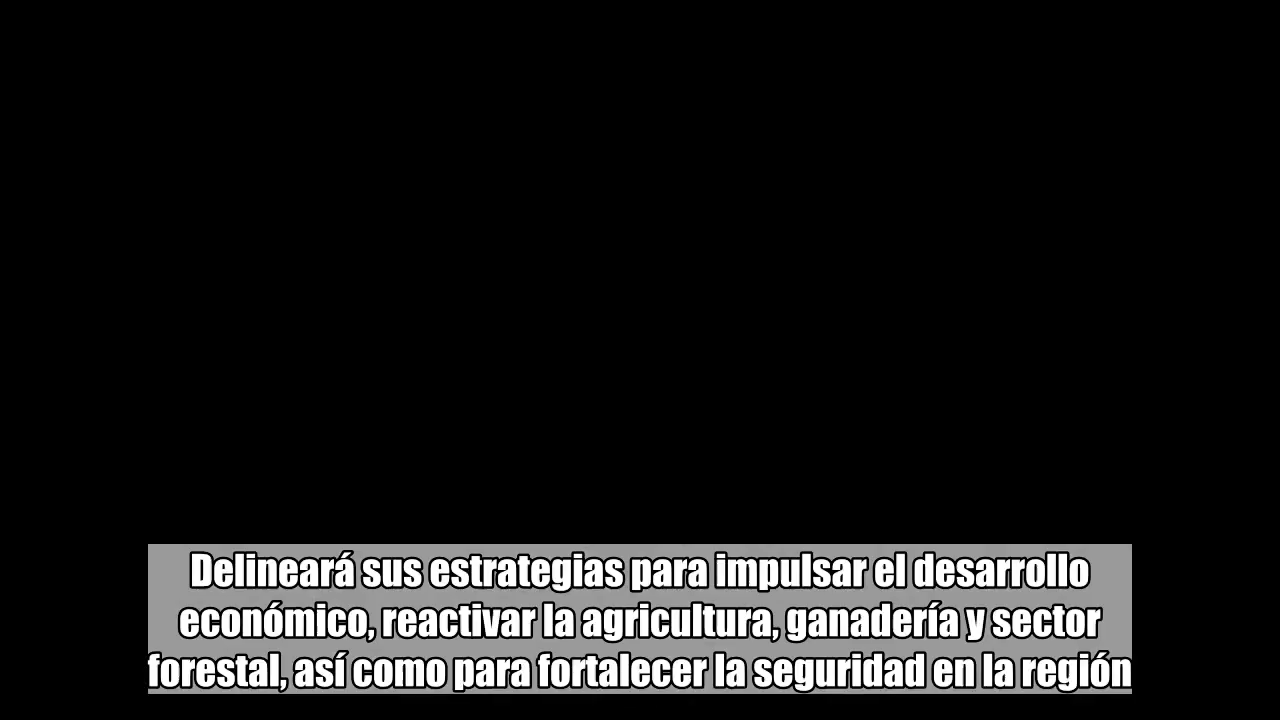 Delineará sus estrategias para impulsar el desarrollo
económico, reactivar la agricultura, ganadería y sector
forestal, así como para fortalecer la seguridad en la región